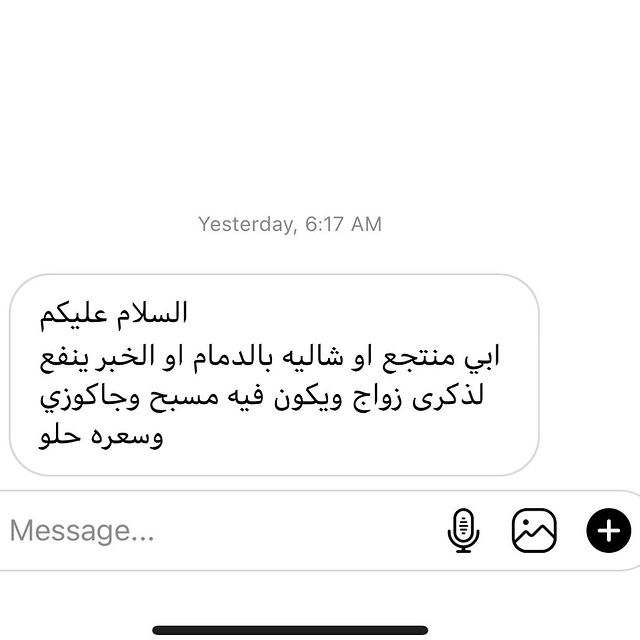 Yesterday, 6:17 AM
السلام عليكم
ابي منتجع او شاليه بالدمام او الخبر ينفع
لذكرى زواج ويكون فيه مسبح وجاكوزي
وسعره حلو
Message...